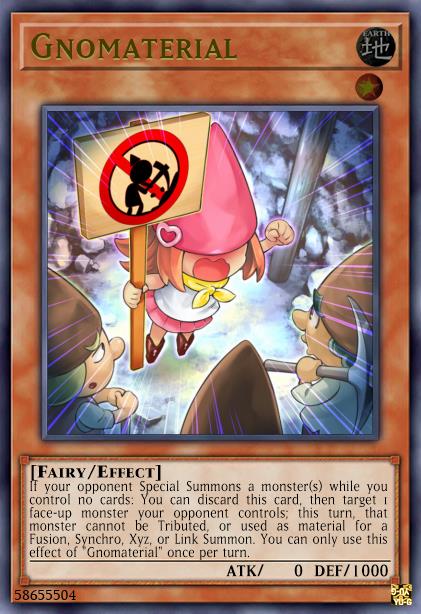 GNOMATERIAL
EARTH
地
[FAIRY/EFFECT]
If your opponent Special Summons a monster(s) while you
control no cards: You can discard this card, then target 1
face-up monster your opponent controls; this turn, that
monster cannot be Tributed, or used as material for a
Fusion, Synchro, Xyz, or Link Summon. You can only use this
effect of "Gnomaterial" once per turn.
ATK/ 0 DEF/1000
58655504